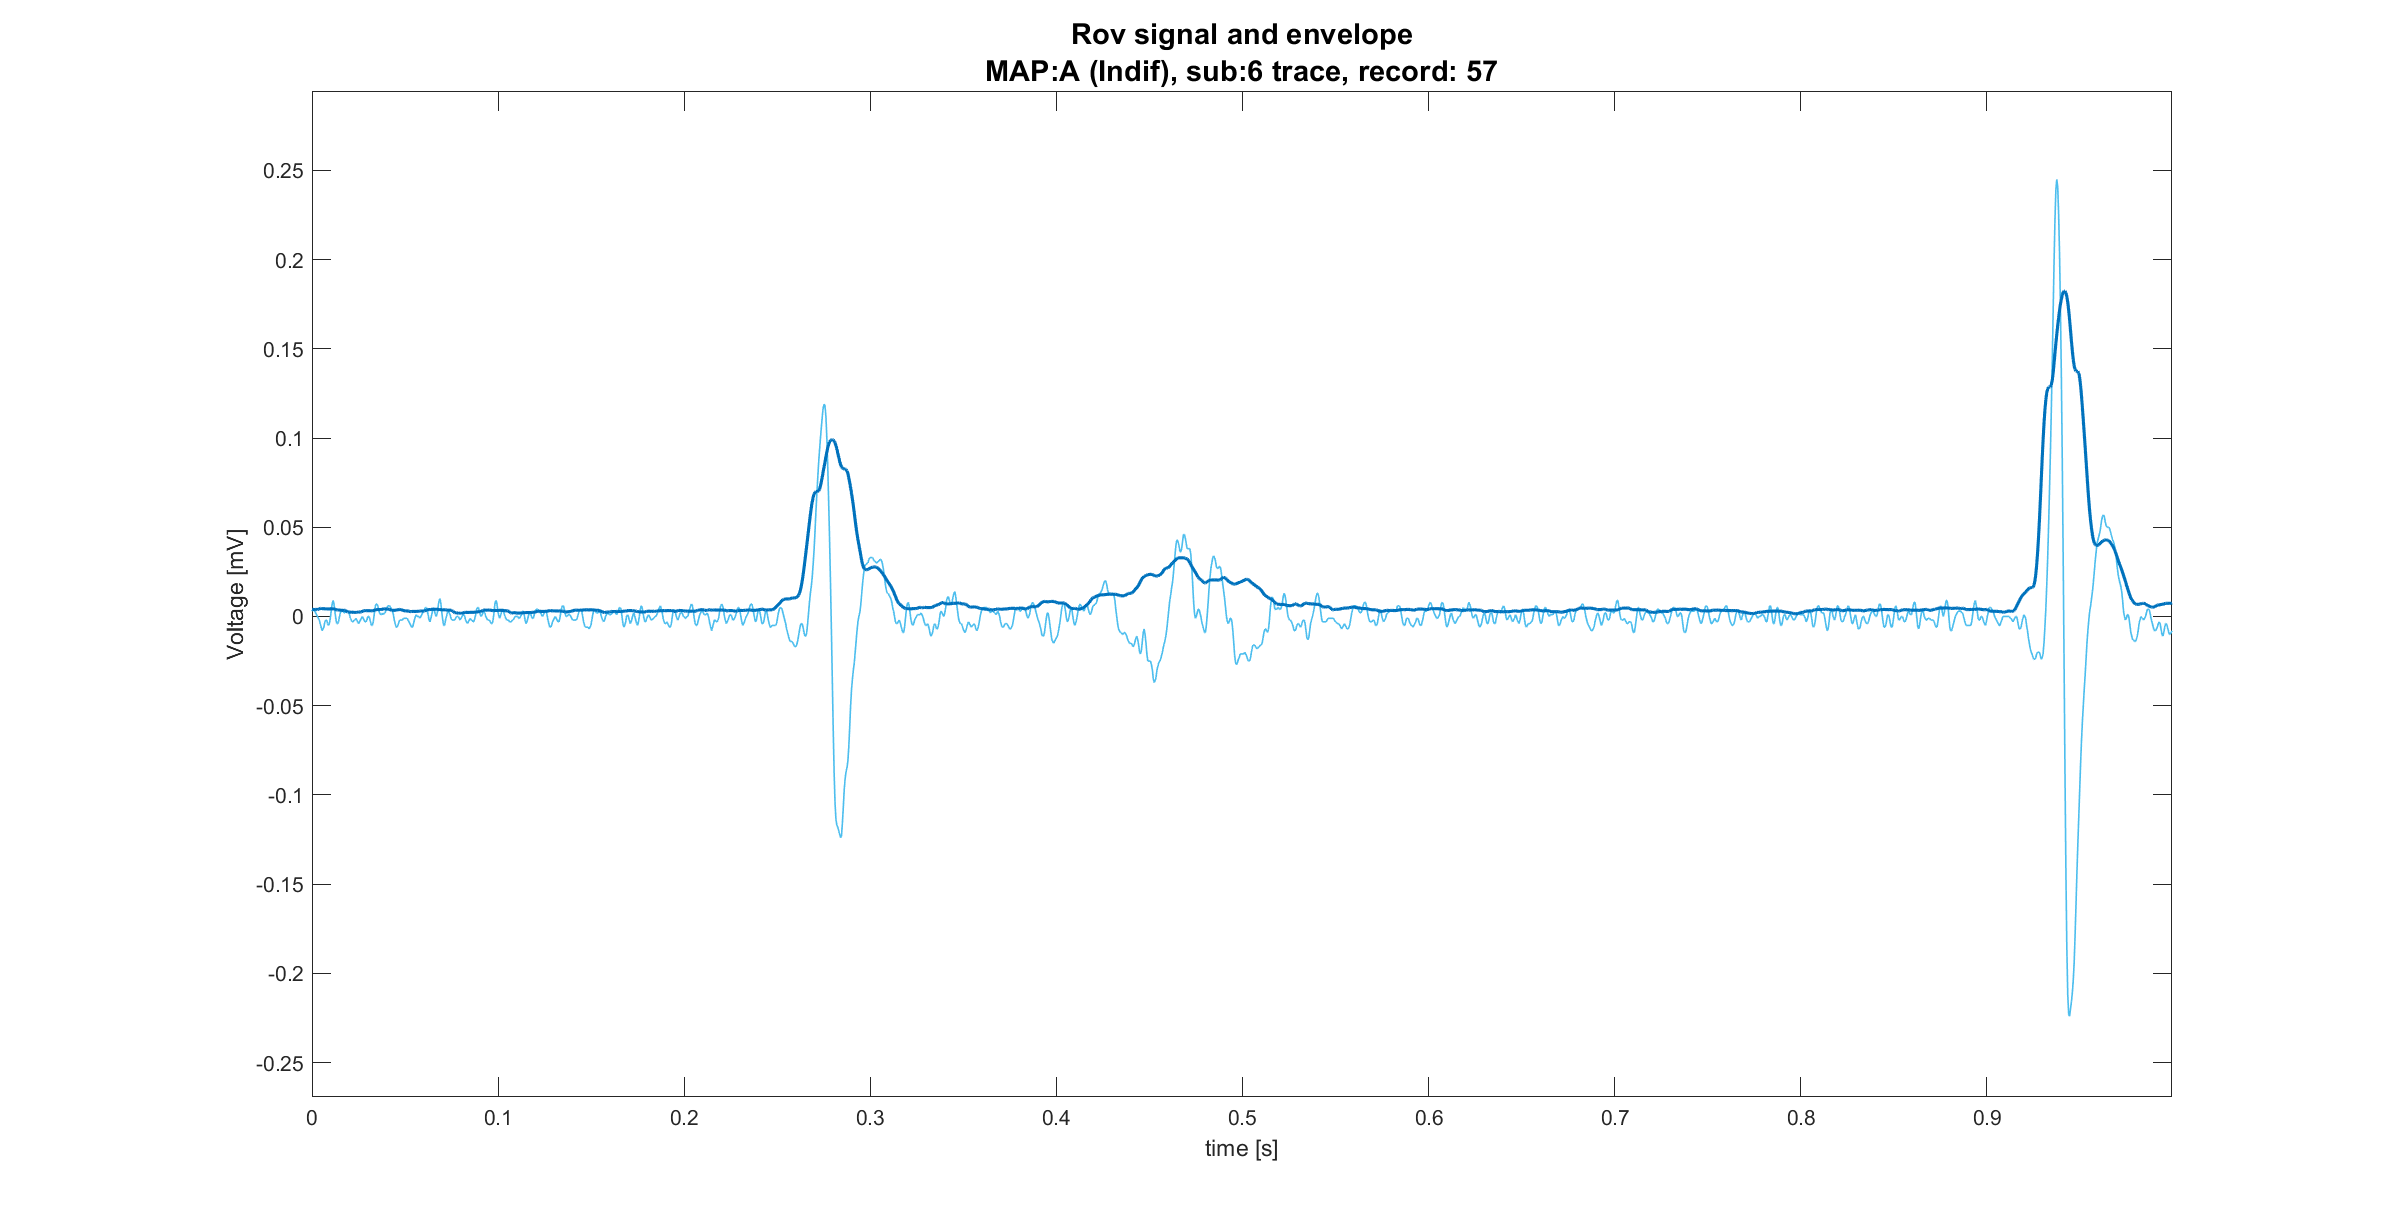 Rov signal and envelope
MAP:A (Indif), sub:6 trace, record: 57
Voltage [mV]
0.25
0.2
0.15
0.1
0.05
0
-0.05
-0.1
-0.15
-0.2
-0.25
0 0.1 0.2 0.3 0.4 0.5 0.6 0.7 0.8 0.9
time [s]